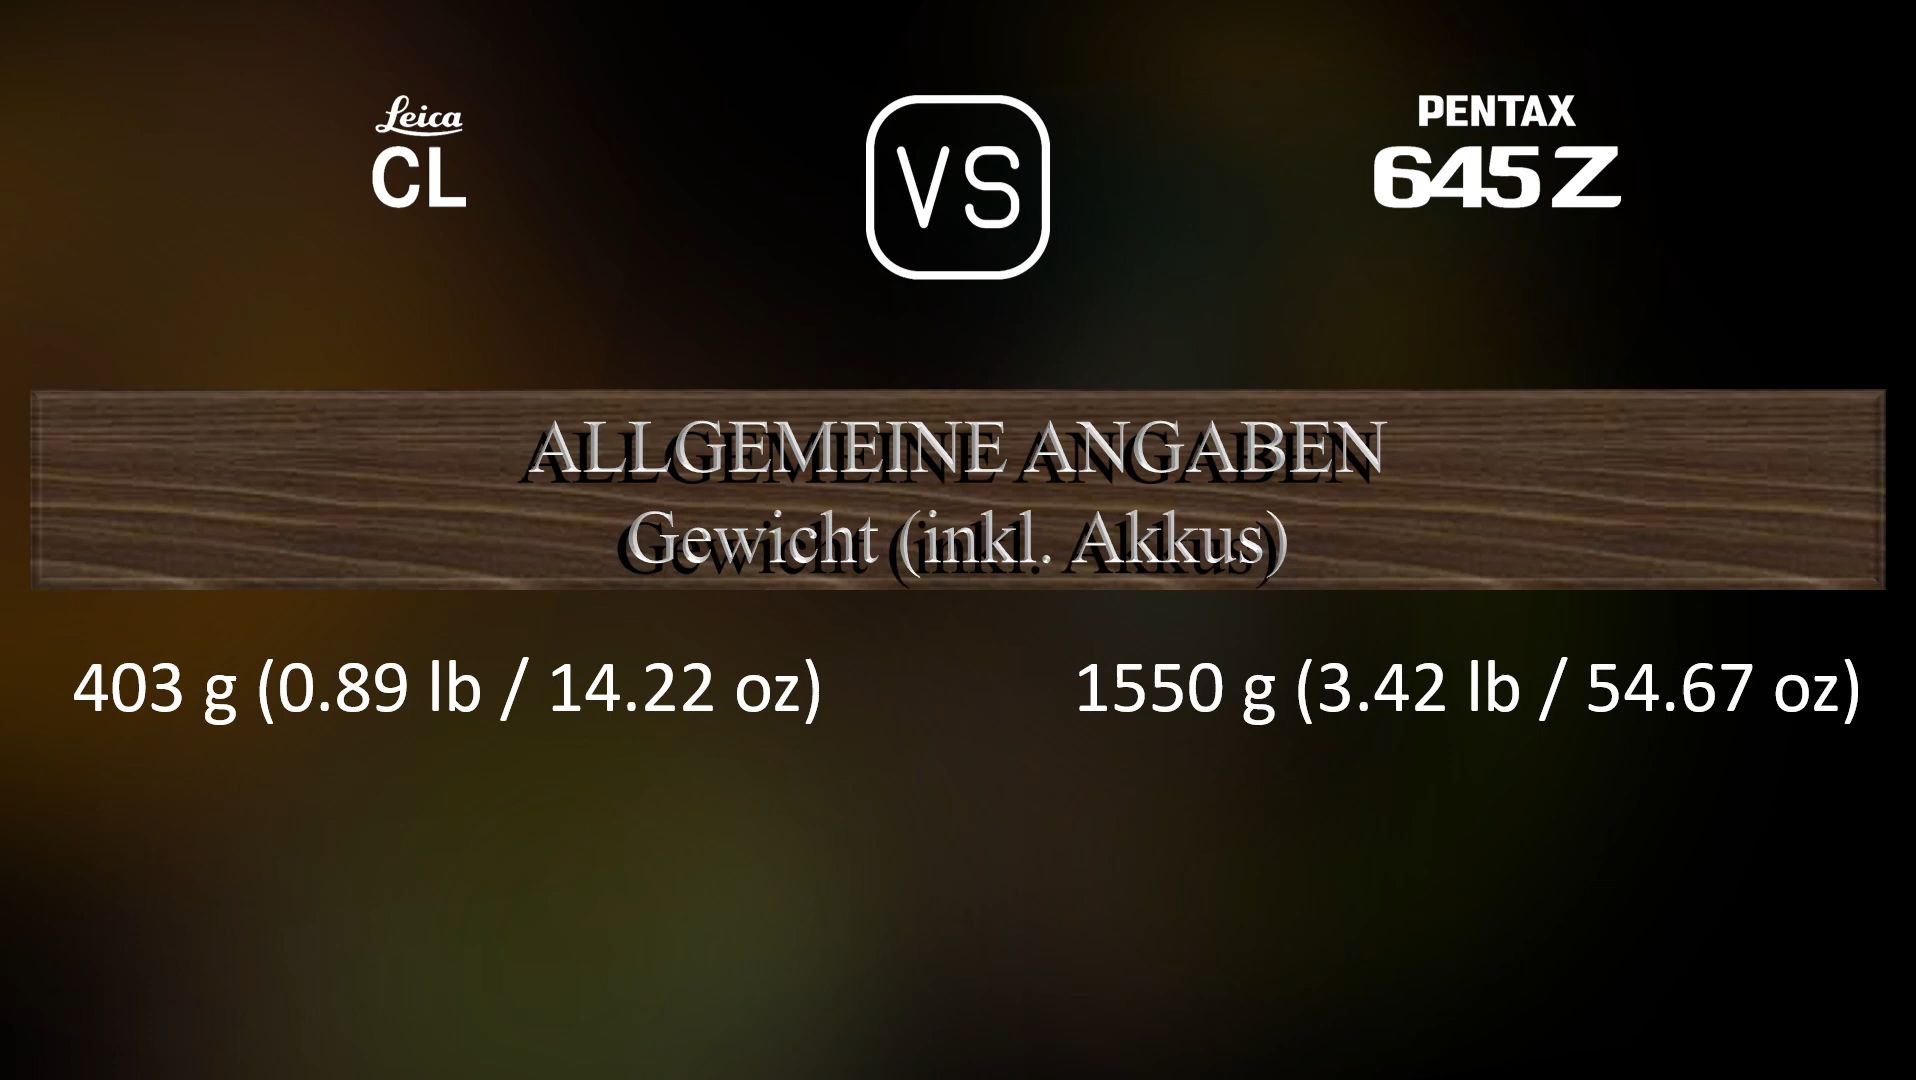 Leica
CL
VS
PENTAX
645Z
ALLGEMEINE ANGABEN
Gewicht (inkl. Akkus)
403 g (0.89 lb / 14.22 oz)
1550 g (3.42 lb / 54.67 oz)